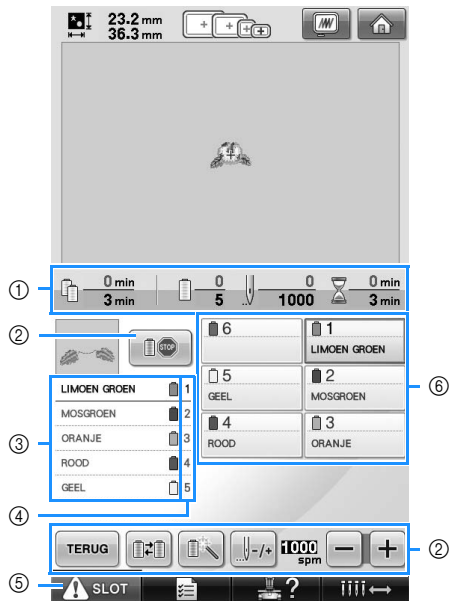 23.2 mm
36.3 mm
①
0 min
3 min
0
5
0
1000
0 min
3 min
②
STOP
6
1
LIMOEN GROEN
5
GEEL
2
MOSGROEN
4
ROOD
3
ORANJE
⑥
③
LIMOEN GROEN 1
MOSGROEN 2
ORANJE 3
ROOD 4
GEEL 5
④
TERUG
-/+
1000
spm
− +
②
⑤
SLOT
?